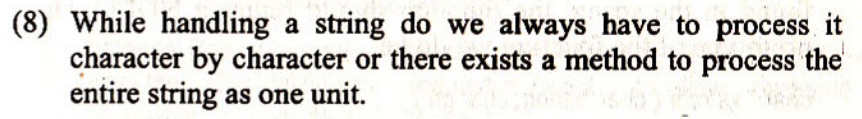 (8) While handling a string do we always have to process it
character by character or there exists a method to process the
entire string as one unit.